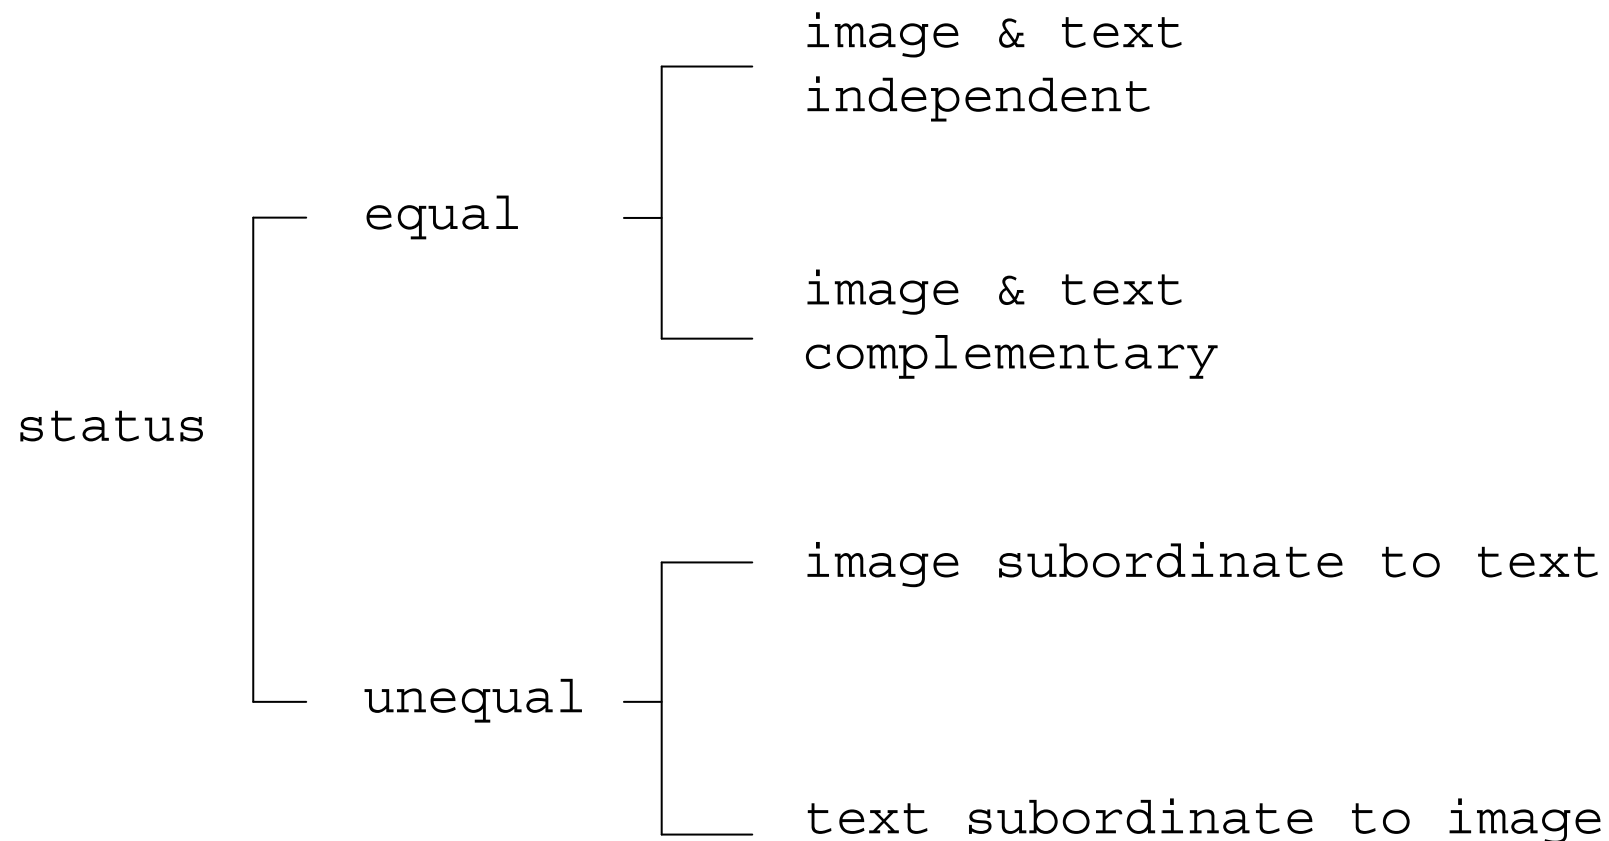 image & text
independent
equal
image & text
complementary
status
image subordinate to text
unequal
text subordinate to image